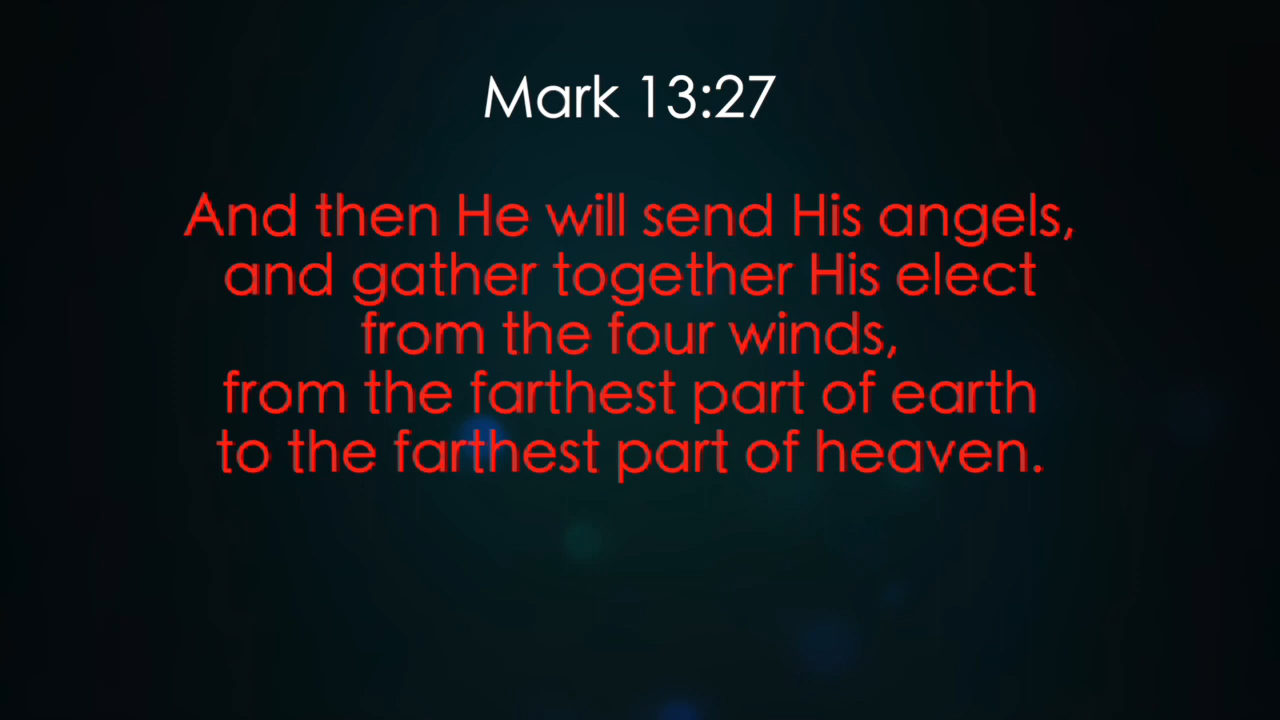 Mark 13:27
And then He will send His angels,
and gather together His elect
from the four winds,
from the farthest part of earth
to the farthest part of heaven.